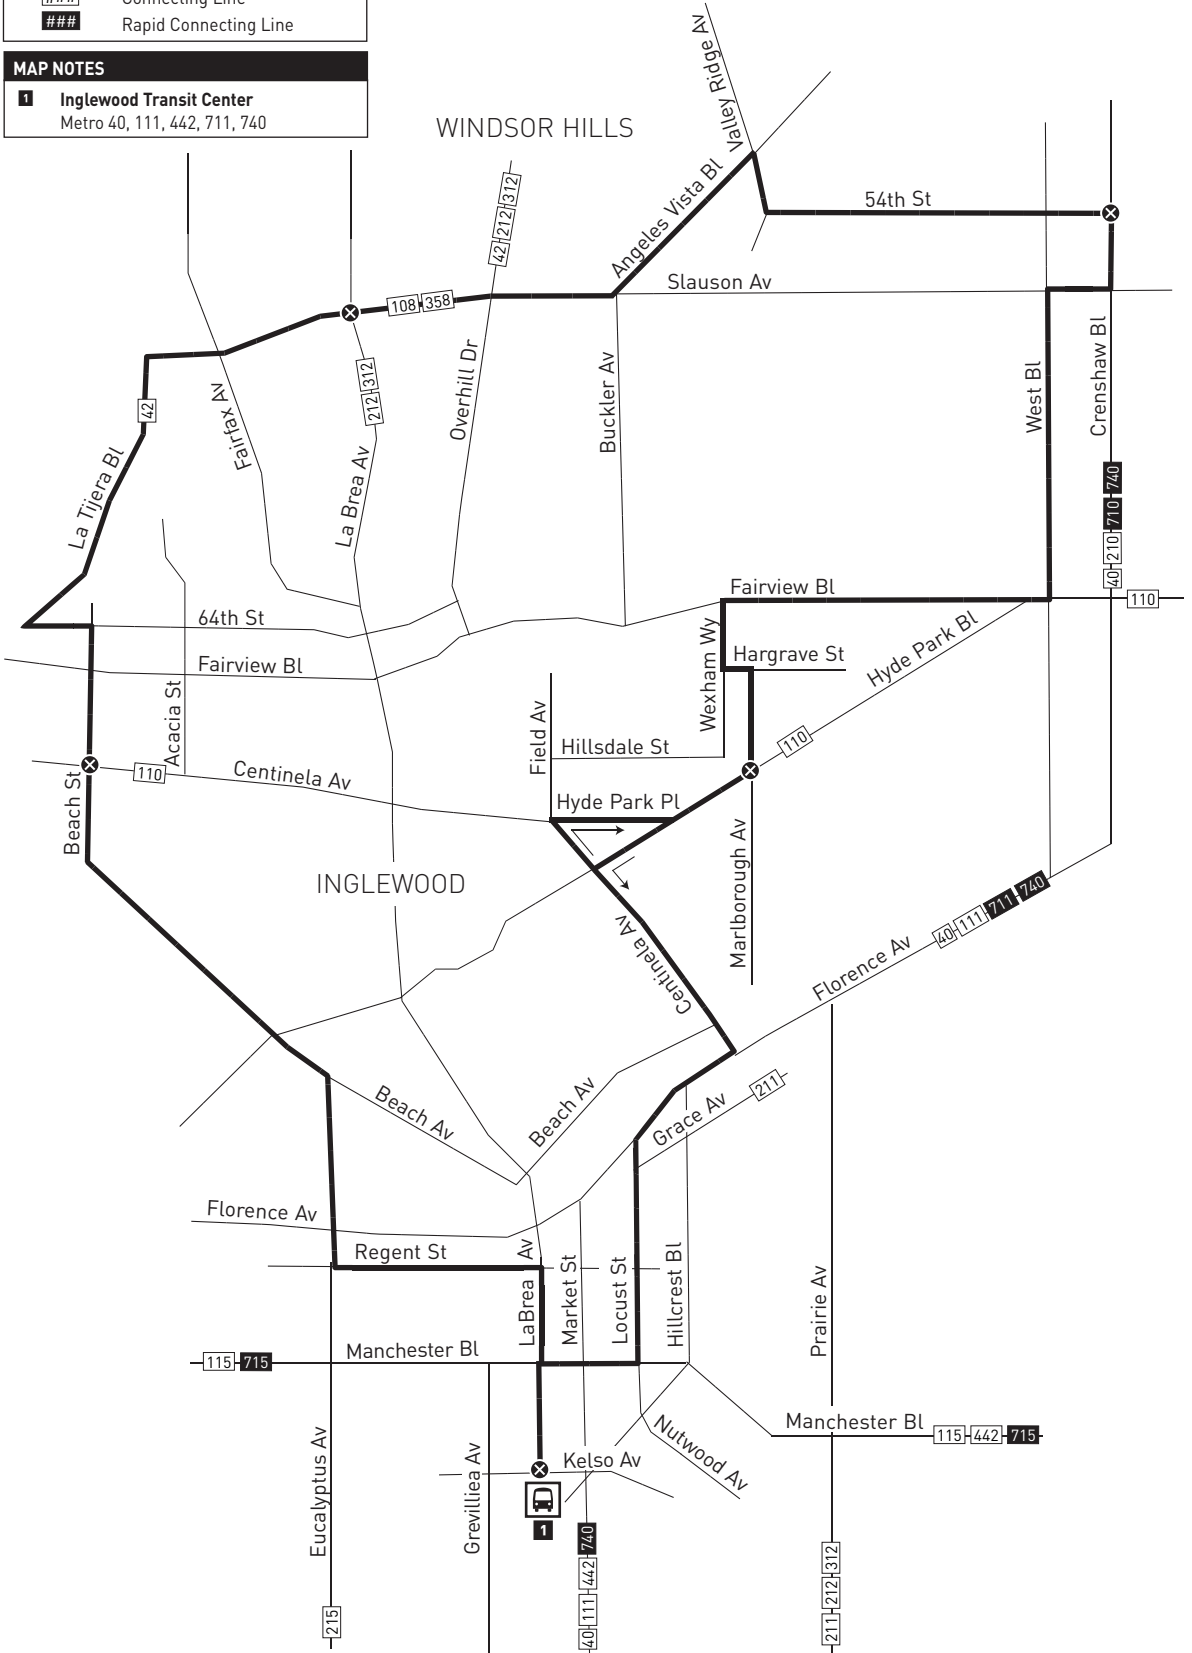 Connecting Line
###
Rapid Connecting Line
MAP NOTES
1
Inglewood Transit Center
Metro 40, 111, 442, 711, 740
WINDSOR HILLS
Valley Ridge Av
42
212
312
Angeles Vista Bl
54th St
Slauson Av
108
358
42
Fairfax Av
212
312
Overhill Dr
Buckler Av
West Bl
Crenshaw Bl
La Tijera Bl
La Brea Av
40
210
710
740
Fairview Bl
110
64th St
Fairview Bl
Acacia St
Wexham Wy
Hargrave St
Hyde Park Bl
110
Field Av
Hillsdale St
110
Centinela Av
Beach St
Hyde Park Pl
Marlborough Av
INGLEWOOD
Centinela Av
40
111
711
740
Florence Av
Beach Av
Beach Av
Grace Av
211
Florence Av
Regent St
LaBrea Av
Market St
Locust St
Hillcrest Bl
Prairie Av
115
715
Manchester Bl
Manchester Bl
115
442
715
Eucalyptus Av
Grevilliea Av
Kelso Av
Nutwood Av
1
215
40
111
442
740
211
212
312